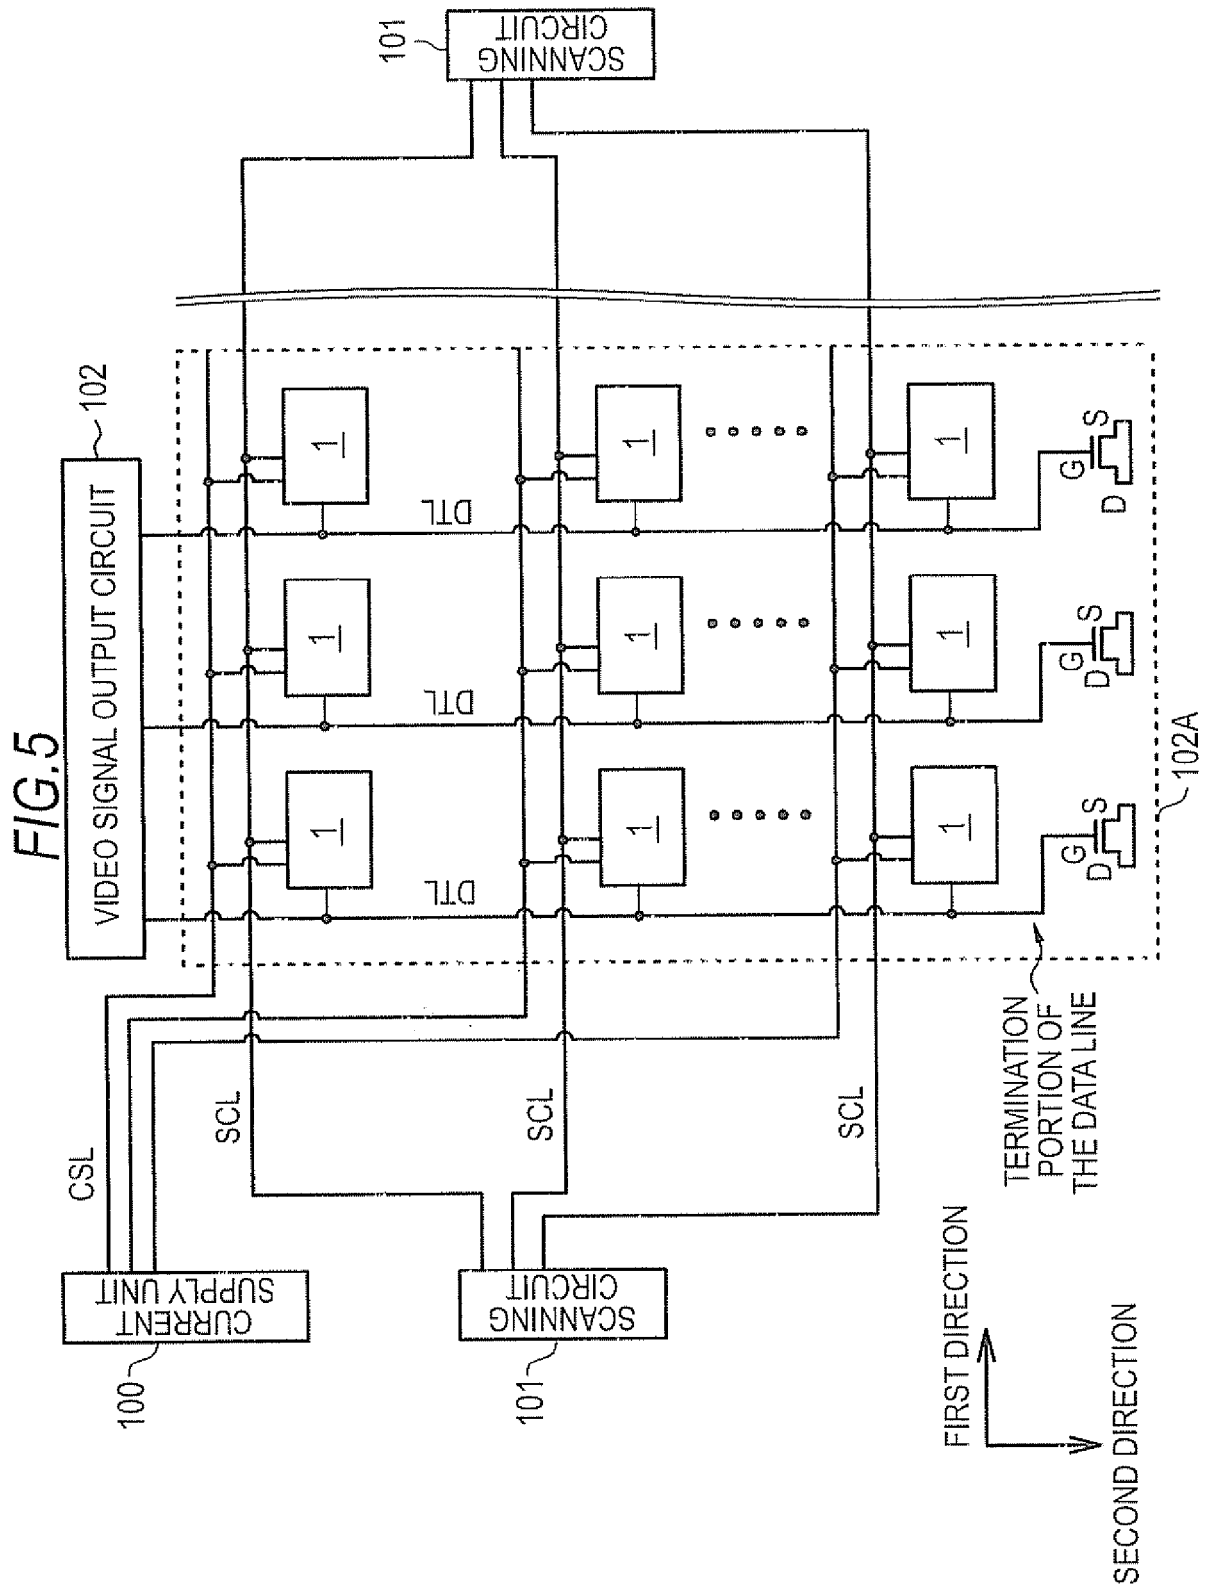 FIG.5
VIDEO SIGNAL OUTPUT CIRCUIT
102
CURRENT
SUPPLY UNIT
100
CSL
SCANNING
CIRCUIT
101
SCANNING
CIRCUIT
101
SCL
SCL
SCL
DTL
DTL
DTL
1
1
1
1
1
1
1
1
1
D
G
S
D
G
S
D
G
S
TERMINATION
PORTION OF
THE DATA LINE
102A
FIRST DIRECTION
SECOND DIRECTION